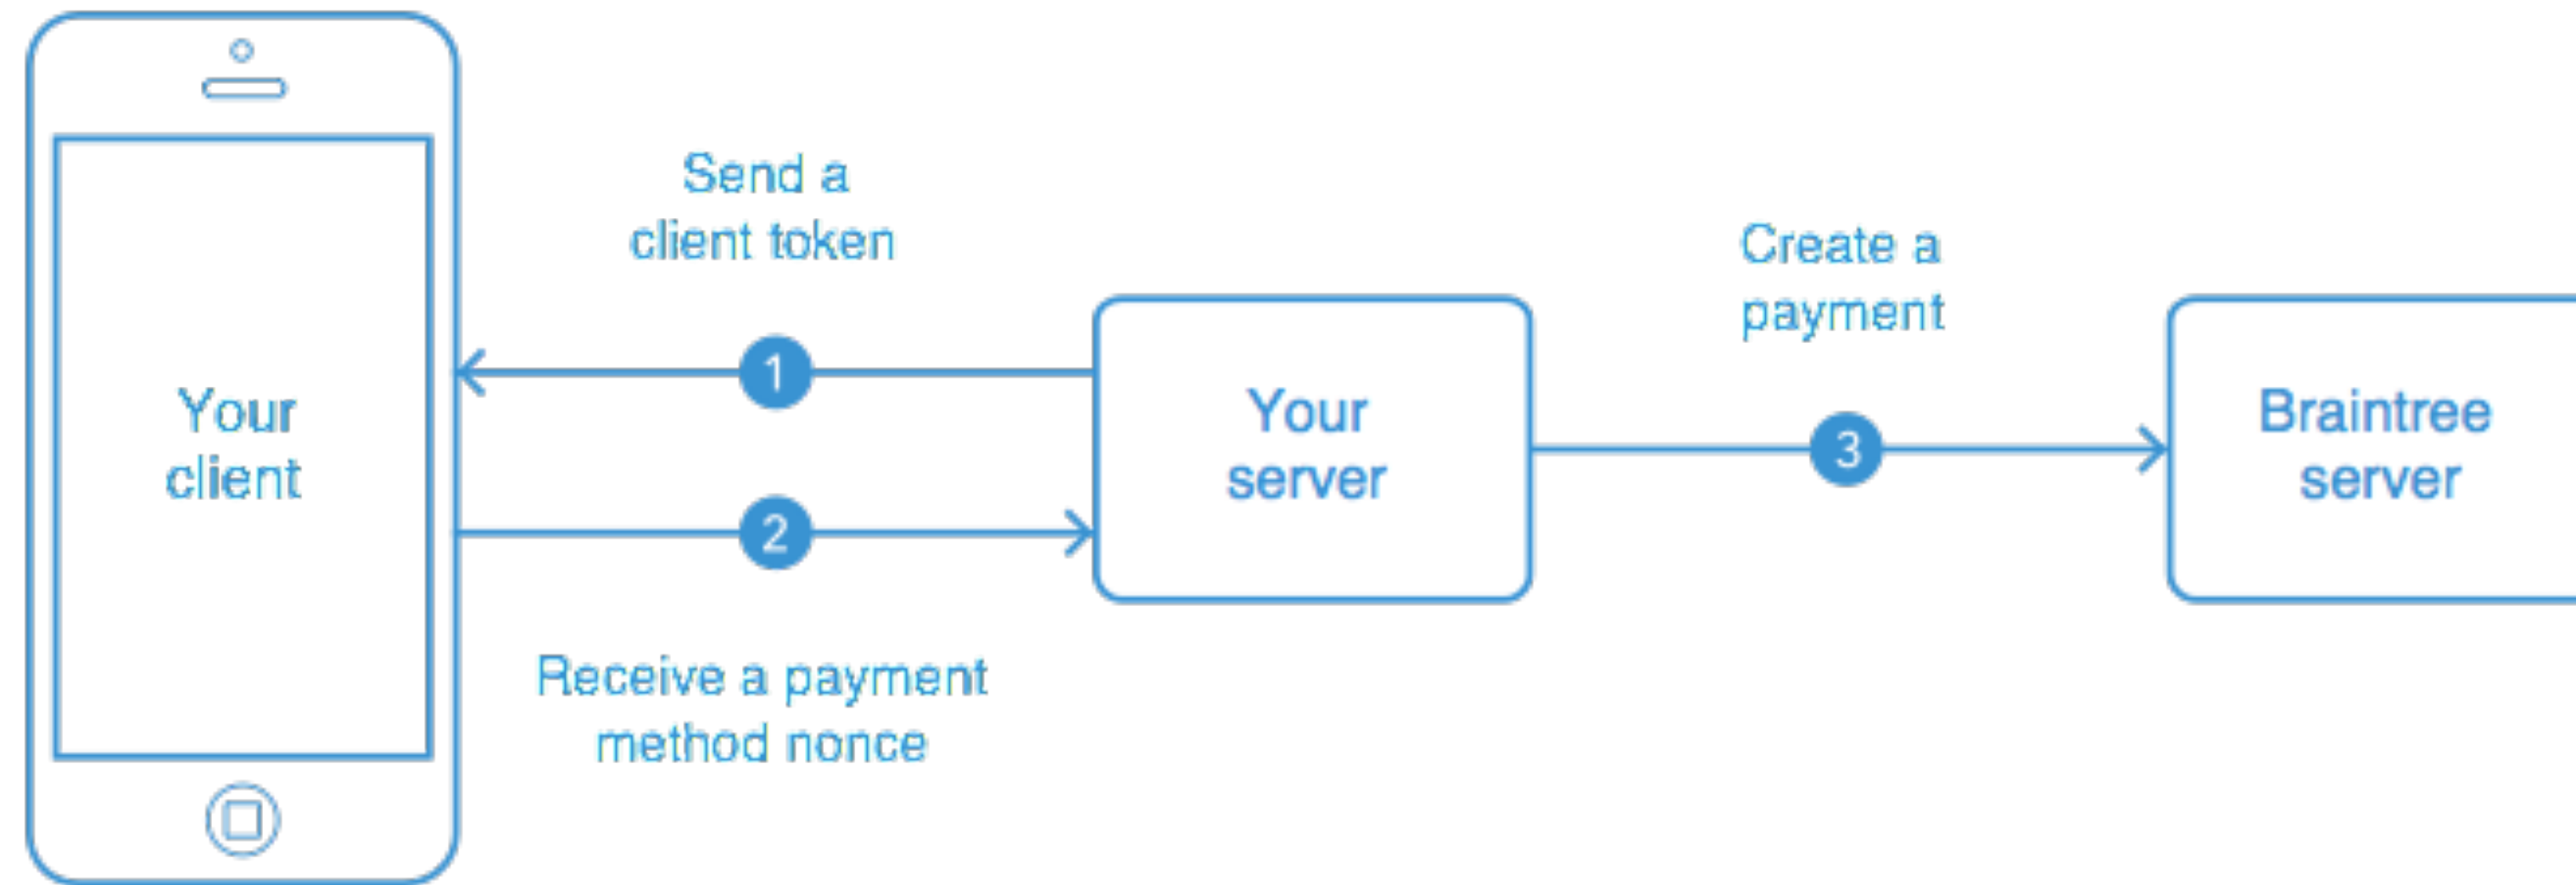 Send a
client token
Create a
payment
1
Your
client
Your
server
3
Braintree
server
2
Receive a payment
method nonce